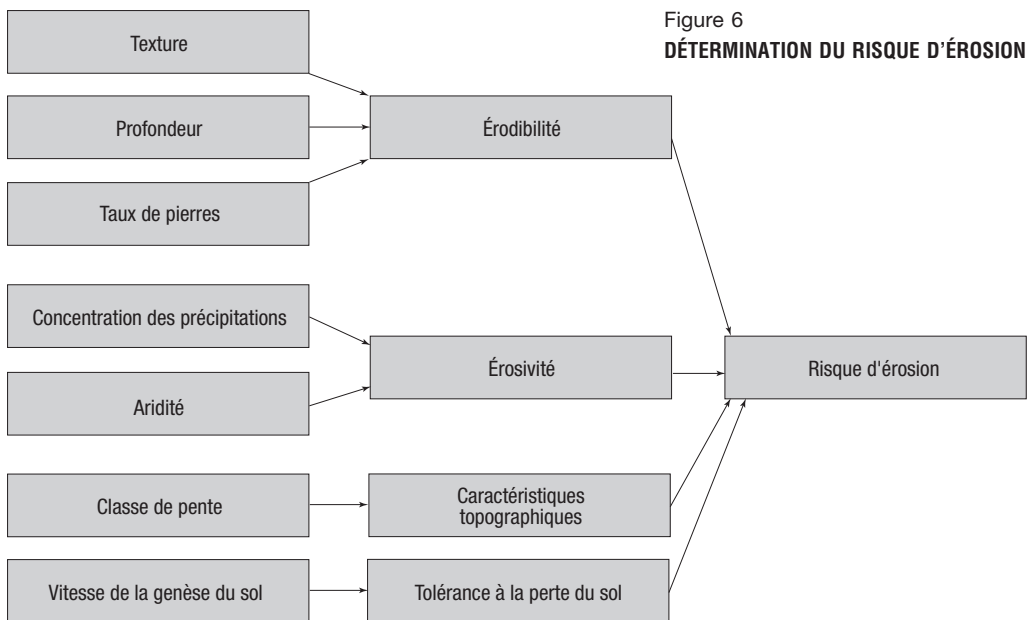 Figure 6
DÉTERMINATION DU RISQUE D'ÉROSION
Texture
Profondeur
Érodibilité
Taux de pierres
Concentration des précipitations
Érosivité
Risque d'érosion
Aridité
Classe de pente
Caractéristiques
topographiques
Vitesse de la genèse du sol
Tolérance à la perte du sol